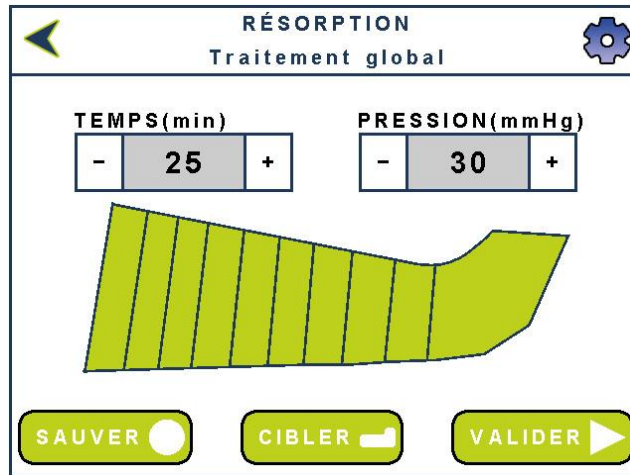 RÉSORPTION
Traitement global
TEMPS(min)
- 25 +
PRESSION(mmHg)
- 30 +
SAUVER
CIBLER
VALIDER